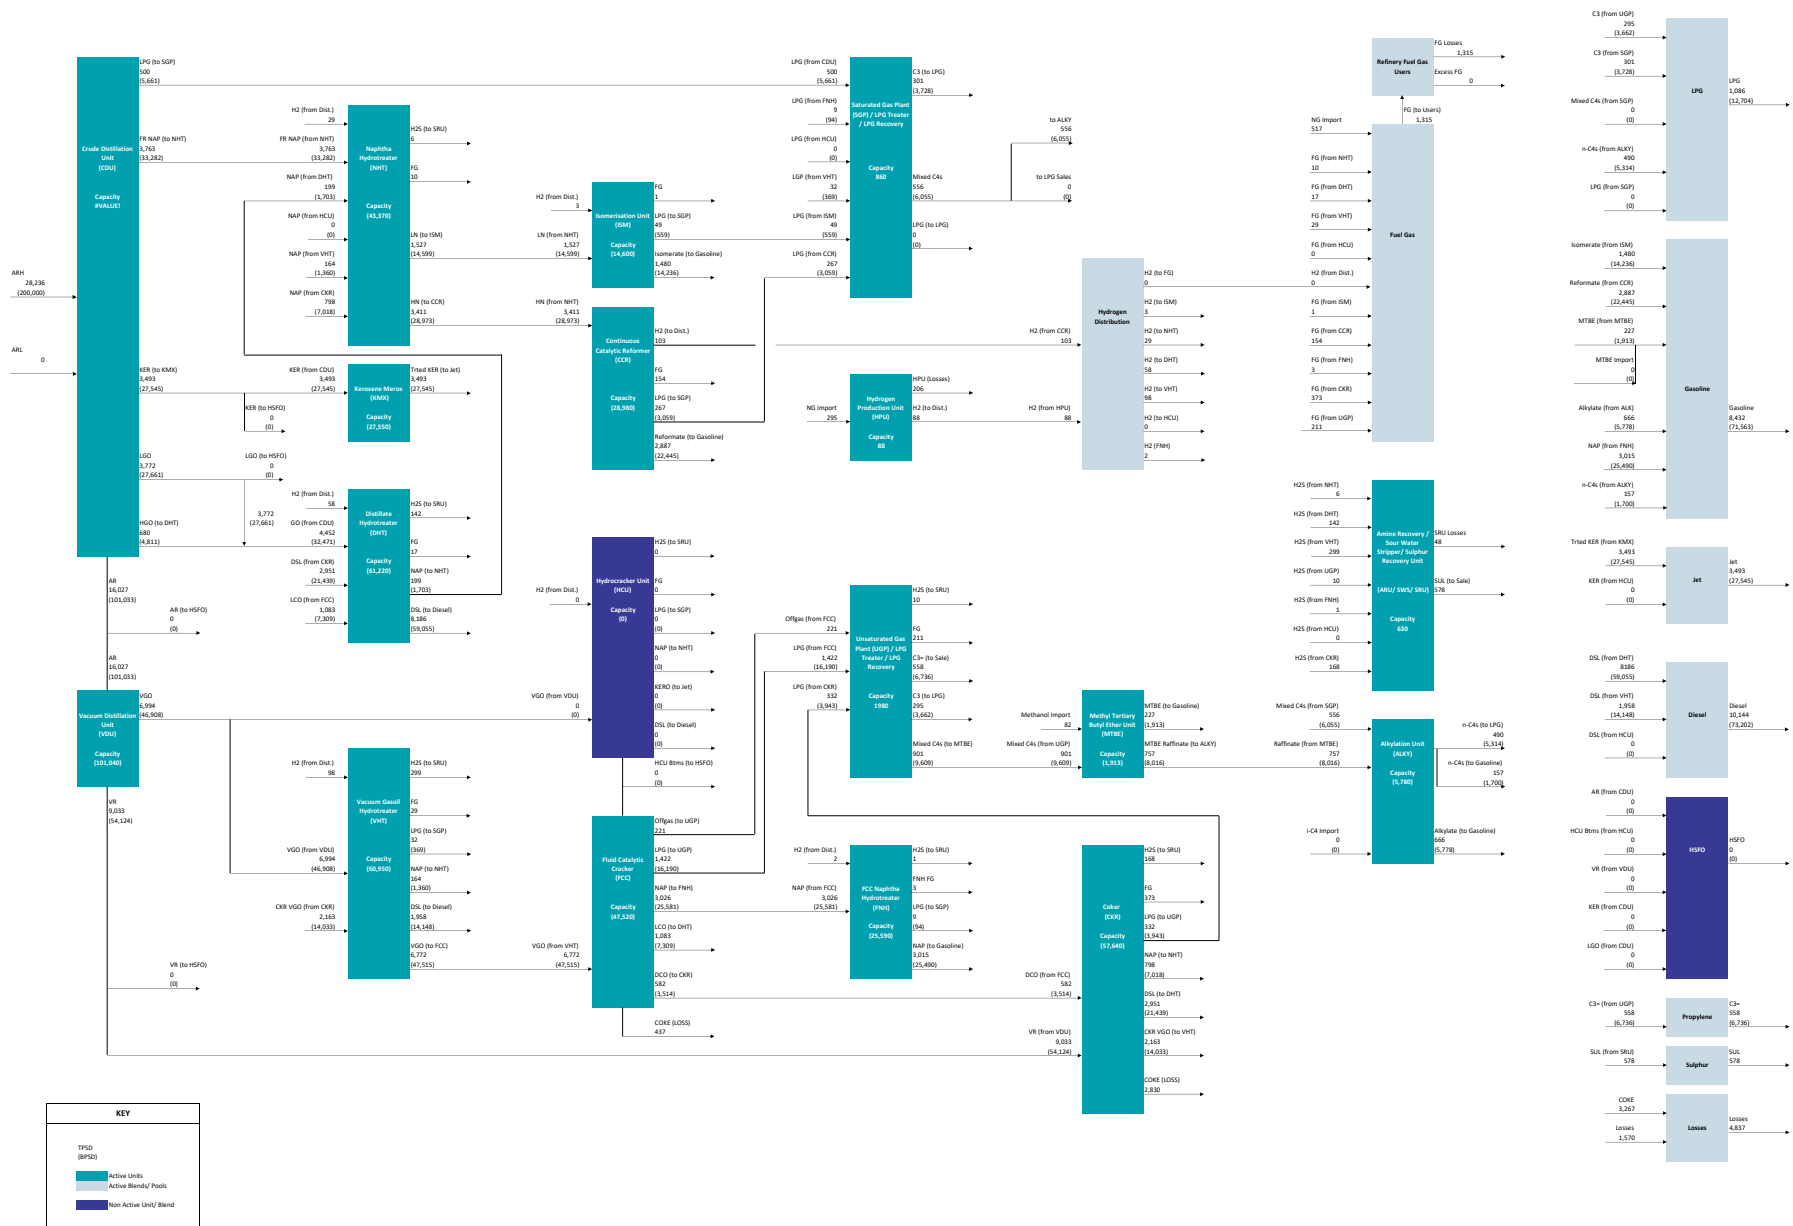 ARH
28,236
(200,000)
ARL
0
Crude Distillation
Unit
(CDU)
Capacity
#VALUE!
LPG (to SGP)
500
(5,661)
FR NAP (to NHT)
3,763
(33,282)
KER (to KMX)
3,493
(27,545)
KER (to HSFO)
0
(0)
LGO
3,772
(27,661)
LGO (to HSFO)
0
(0)
3,772
(27,661)
HGO (to DHT)
680
(4,811)
AR
16,027
(101,033)
AR (to HSFO)
0
(0)
AR
16,027
(101,033)
Vacuum Distillation
Unit
(VDU)
Capacity
(101,040)
VGO
6,994
(46,908)
VR
9,033
(54,124)
VR (to HSFO)
0
(0)
H2 (from Dist.)
29
FR NAP (from NHT)
3,763
(33,282)
NAP (from DHT)
199
(1,703)
NAP (from HCU)
0
(0)
NAP (from VHT)
164
(1,360)
NAP (from CKR)
798
(7,018)
Naphtha
Hydrotreater
(NHT)
Capacity
(43,370)
H2S (to SRU)
6
FG
10
LN (to ISM)
1,527
(14,599)
HN (to CCR)
3,411
(28,973)
KER (from CDU)
3,493
(27,545)
Kerosene Merox
(KMX)
Capacity
(27,550)
Trted KER (to Jet)
3,493
(27,545)
H2 (from Dist.)
58
GO (from CDU)
4,452
(32,471)
DSL (from CKR)
2,951
(21,439)
LCO (from FCC)
1,083
(7,309)
Distillate
Hydrotreater
(DHT)
Capacity
(61,220)
H2S (to SRU)
142
FG
17
NAP (to NHT)
199
(1,703)
DSL (to Diesel)
8,186
(59,055)
H2 (from Dist.)
98
VGO (from VDU)
6,994
(46,908)
CKR VGO (from CKR)
2,163
(14,033)
Vacuum Gasoil
Hydrotreater
(VHT)
Capacity
(60,950)
H2S (to SRU)
299
FG
29
LPG (to SGP)
32
(369)
NAP (to NHT)
164
(1,360)
DSL (to Diesel)
1,958
(14,148)
VGO (to FCC)
6,772
(47,515)
H2 (from Dist.)
3
LN (from NHT)
1,527
(14,599)
Isomerisation Unit
(ISM)
Capacity
(14,600)
FG
1
LPG (to SGP)
49
(559)
Isomerate (to Gasoline)
1,480
(14,236)
HN (from NHT)
3,411
(28,973)
Continuous
Catalytic Reformer
(CCR)
Capacity
(28,980)
H2 (to Dist.)
103
FG
154
LPG (to SGP)
267
(3,059)
Reformate (to Gasoline)
2,887
(22,445)
H2 (from Dist.)
0
VGO (from VDU)
0
(0)
Hydrocracker Unit
(HCU)
Capacity
(0)
H2S (to SRU)
0
FG
0
LPG (to SGP)
0
(0)
NAP (to NHT)
0
(0)
KERO (to Jet)
0
(0)
DSL (to Diesel)
0
(0)
HCU Btms (to HSFO)
0
(0)
VGO (from VHT)
6,772
(47,515)
Fluid Catalytic
Cracker
(FCC)
Capacity
(47,520)
Offgas (to UGP)
221
LPG (to UGP)
1,422
(16,190)
NAP (to FNH)
3,026
(25,581)
LCO (to DHT)
1,083
(7,309)
DCO (to CKR)
582
(3,514)
COKE (LOSS)
437
LPG (from CDU)
500
(5,661)
LPG (from FNH)
9
(94)
LPG (from HCU)
0
(0)
LGP (from VHT)
32
(369)
LPG (from ISM)
49
(559)
LPG (from CCR)
267
(3,059)
Saturated Gas Plant
(SGP) / LPG Treater
/ LPG Recovery
Capacity
860
C3 (to LPG)
301
(3,728)
Mixed C4s
556
(6,055)
LPG (to LPG)
0
(0)
to ALKY
556
(6,055)
to LPG Sales
0
(0)
NG Import
295
Hydrogen
Production Unit
(HPU)
Capacity
88
HPU (Losses)
206
H2 (to Dist.)
88
H2 (from CCR)
103
H2 (from HPU)
88
Hydrogen
Distribution
H2 (to FG)
0
H2 (to ISM)
3
H2 (to NHT)
29
H2 (to DHT)
58
H2 (to VHT)
98
H2 (to HCU)
0
H2 (FNH)
2
Offgas (from FCC)
221
LPG (from FCC)
1,422
(16,190)
LPG (from CKR)
332
(3,943)
Unsaturated Gas
Plant (UGP) / LPG
Treater / LPG
Recovery
Capacity
1980
H2S (to SRU)
10
FG
211
C3= (to Sale)
558
(6,736)
C3 (to LPG)
295
(3,662)
Mixed C4s (to MTBE)
901
(9,609)
Methanol Import
82
Mixed C4s (from UGP)
901
(9,609)
Methyl Tertiary
Butyl Ether Unit
(MTBE)
Capacity
(1,913)
MTBE (to Gasoline)
227
(1,913)
MTBE Raffinate (to ALKY)
757
(8,016)
H2 (from Dist.)
2
NAP (from FCC)
3,026
(25,581)
FCC Naphtha
Hydrotreater
(FNH)
Capacity
(25,590)
H2S (to SRU)
1
FNH FG
3
LPG (to SGP)
9
(94)
NAP (to Gasoline)
3,015
(25,490)
DCO (from FCC)
582
(3,514)
VR (from VDU)
9,033
(54,124)
Coker
(CKR)
Capacity
(57,640)
H2S (to SRU)
168
FG
373
LPG (to UGP)
332
(3,943)
NAP (to NHT)
798
(7,018)
DSL (to DHT)
2,951
(21,439)
CKR VGO (to VHT)
2,163
(14,033)
COKE (LOSS)
2,830
Refinery Fuel Gas
Users
FG Losses
1,315
Excess FG
0
FG (to Users)
1,315
NG Import
517
FG (from NHT)
10
FG (from DHT)
17
FG (from VHT)
29
FG (from HCU)
0
H2 (from Dist.)
0
FG (from ISM)
1
FG (from CCR)
154
FG (from FNH)
3
FG (from CKR)
373
FG (from UGP)
211
Fuel Gas
H2S (from NHT)
6
H2S (from DHT)
142
H2S (from VHT)
299
H2S (from UGP)
10
H2S (from FNH)
1
H2S (from HCU)
0
H2S (from CKR)
168
Amine Recovery /
Sour Water
Stripper/ Sulphur
Recovery Unit
(ARU/ SWS/ SRU)
Capacity
630
SRU Losses
48
SUL (to Sale)
578
Mixed C4s (from SGP)
556
(6,055)
Raffinate (from MTBE)
757
(8,016)
i-C4 Import
0
(0)
Alkylation Unit
(ALKY)
Capacity
(5,780)
n-C4s (to LPG)
490
(5,314)
n-C4s (to Gasoline)
157
(1,700)
Alkylate (to Gasoline)
666
(5,778)
C3 (from UGP)
295
(3,662)
C3 (from SGP)
301
(3,728)
Mixed C4s (from SGP)
0
(0)
n-C4s (from ALKY)
490
(5,314)
LPG (from SGP)
0
(0)
LPG
LPG
1,086
(12,704)
Isomerate (from ISM)
1,480
(14,236)
Reformate (from CCR)
2,887
(22,445)
MTBE (from MTBE)
227
(1,913)
MTBE Import
0
(0)
Alkylate (from ALK)
666
(5,778)
NAP (from FNH)
3,015
(25,490)
n-C4s (from ALKY)
157
(1,700)
Gasoline
Gasoline
8,432
(71,563)
Trted KER (from KMX)
3,493
(27,545)
KER (from HCU)
0
(0)
Jet
Jet
3,493
(27,545)
DSL (from DHT)
8186
(59,055)
DSL (from VHT)
1,958
(14,148)
DSL (from HCU)
0
(0)
Diesel
Diesel
10,144
(73,202)
AR (from CDU)
0
(0)
HCU Btms (from HCU)
0
(0)
VR (from VDU)
0
(0)
KER (from CDU)
0
(0)
LGO (from CDU)
0
(0)
HSFO
HSFO
0
(0)
C3= (from UGP)
558
(6,736)
Propylene
C3=
558
(6,736)
SUL (from SRU)
578
Sulphur
SUL
578
COKE
3,267
Losses
1,570
Losses
Losses
4,837
KEY
TPSD
(BPSD)
Active Units
Active Blends/ Pools
Non Active Unit/ Blend